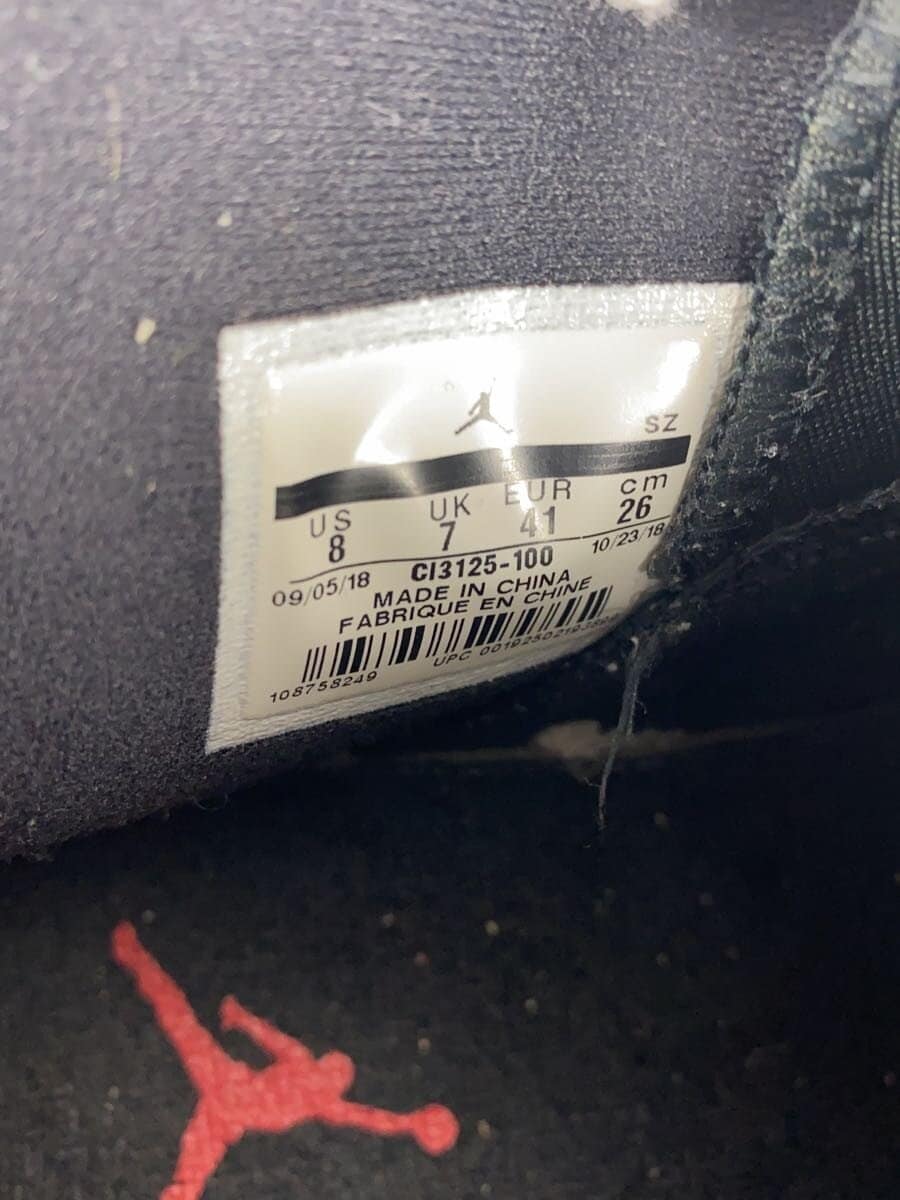 SZ
US UK EUR cm
8 7 41 26
09/05/18 CI3125-100 10/23/18
MADE IN CHINA
FABRIQUE EN CHINE
108758249 UPC